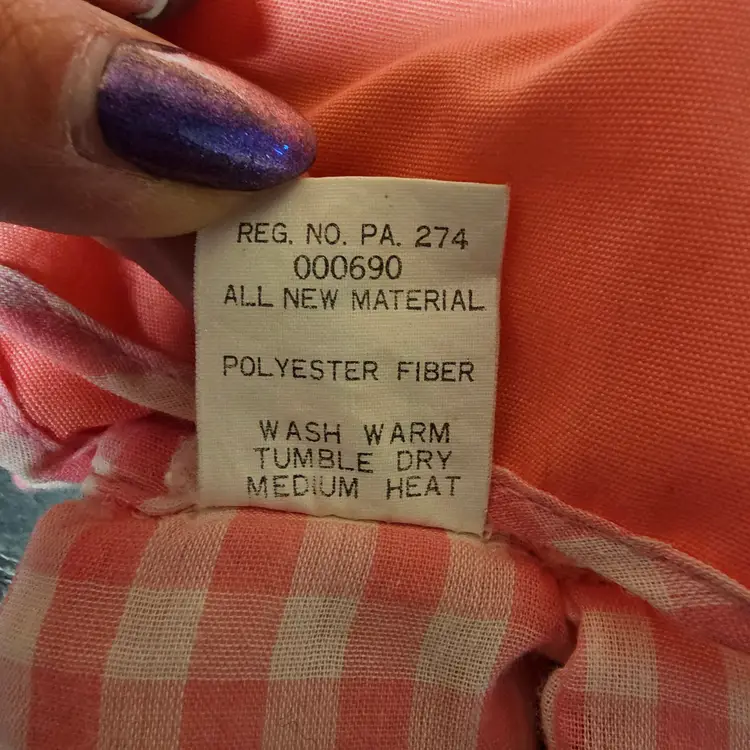 REG. NO. PA. 274
000690
ALL NEW MATERIAL
POLYESTER FIBER
WASH WARM
TUMBLE DRY
MEDIUM HEAT